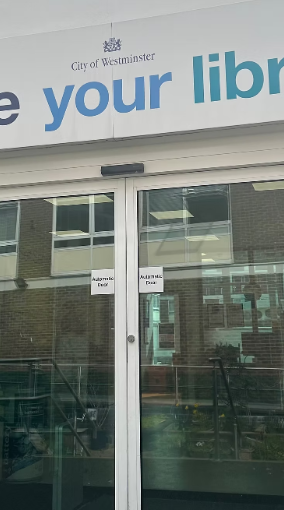 City of Westminster
e your libr
Automatic
Door
Automatic
Door